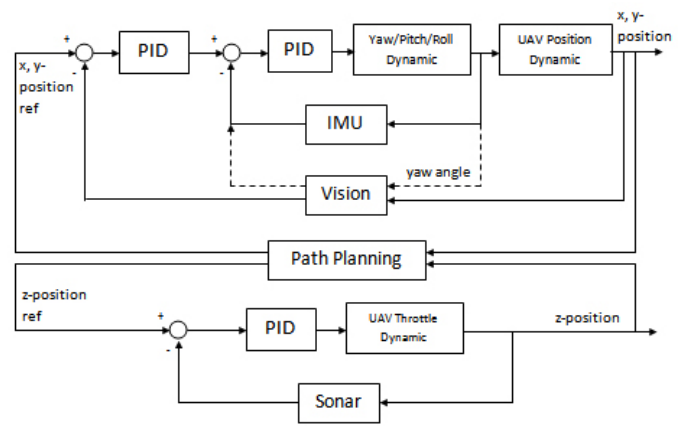 x, y-
position
+
PID
+
PID
Yaw/Pitch/Roll
Dynamic
UAV Position
Dynamic
-
-
x, y-
position
ref
IMU
yaw angle
Vision
Path Planning
z-position
ref
+
PID
UAV Throttle
Dynamic
z-position
-
Sonar